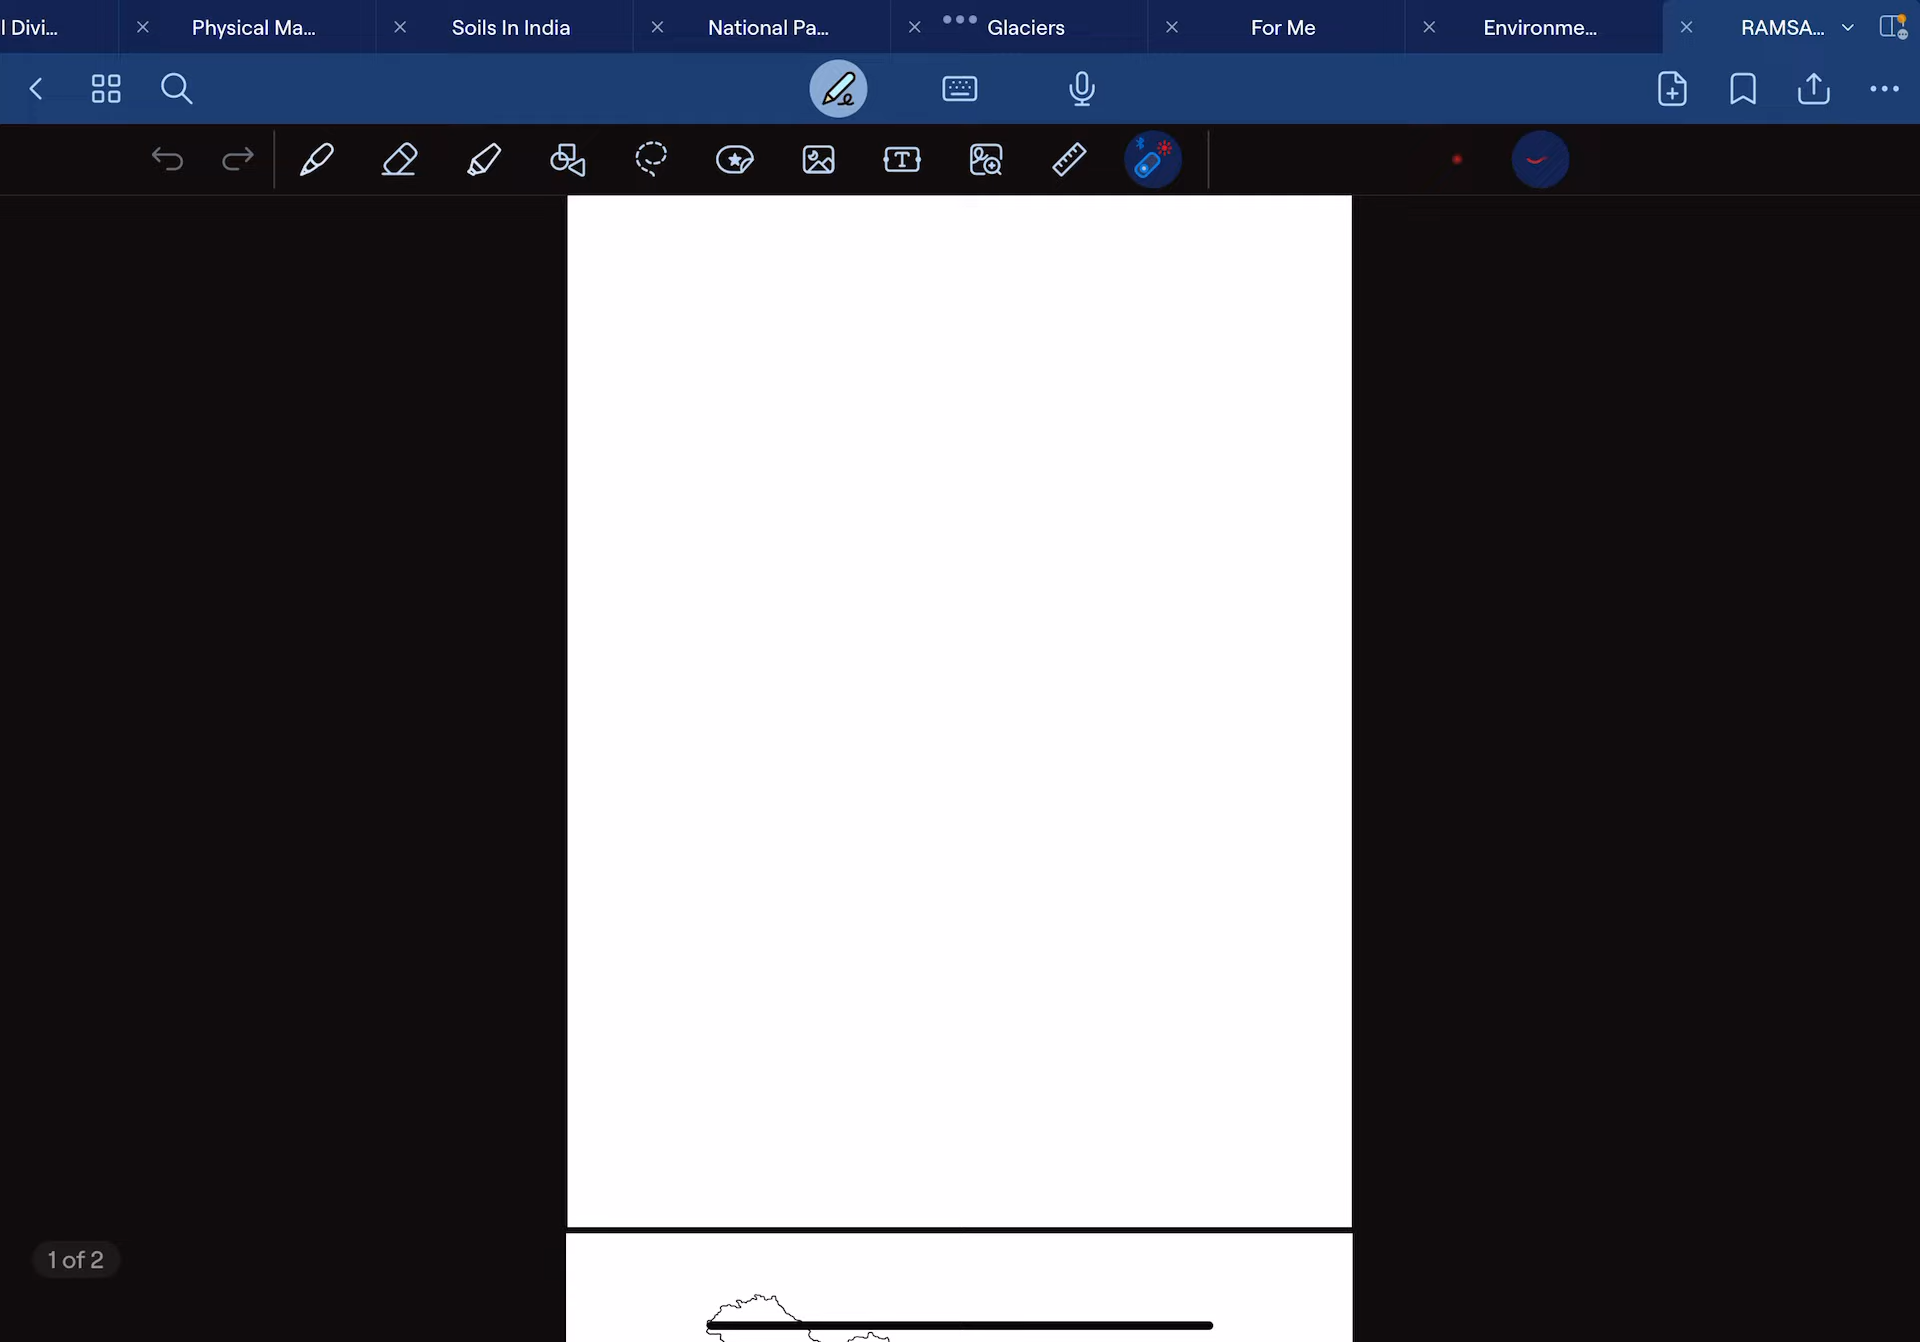 l Divi...
Physical Ma...
Soils In India
National Pa...
Glaciers
For Me
Environme...
RAMSA...
1 of 2